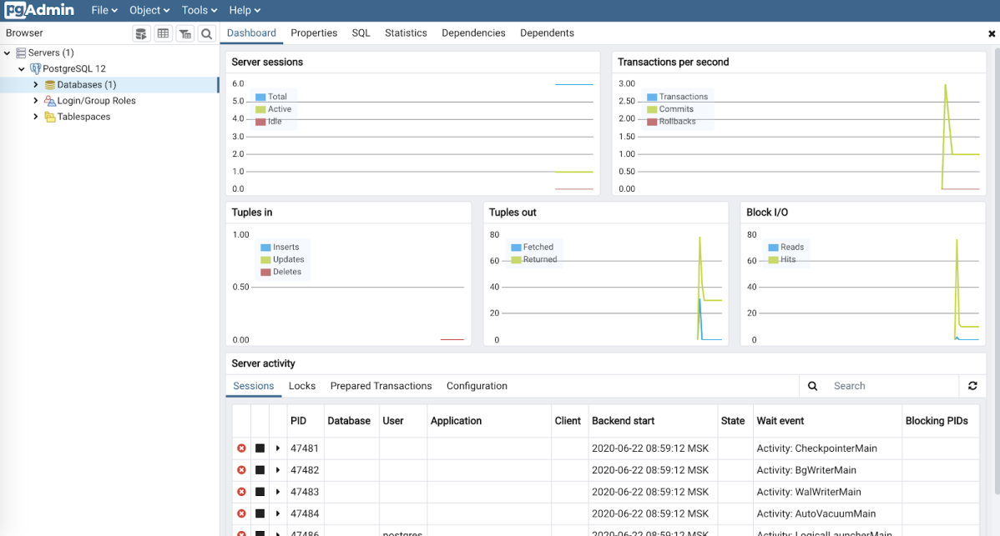 pgAdmin File Object Tools Help
Browser
Dashboard Properties SQL Statistics Dependencies Dependents
Servers (1)
PostgreSQL 12
Databases (1)
Login/Group Roles
Tablespaces
Server sessions
6.0
5.0
4.0
3.0
2.0
1.0
0.0
Total
Active
Idle
Transactions per second
3.00
2.50
2.00
1.50
1.00
0.50
0.00
Transactions
Commits
Rollbacks
Tuples in
1.00
0.50
0.00
Inserts
Updates
Deletes
Tuples out
80
60
40
20
0
Fetched
Returned
Block I/O
80
60
40
20
0
Reads
Hits
Server activity
Sessions Locks Prepared Transactions Configuration Search
PID Database User Application Client Backend start State Wait event Blocking PIDs
47481 2020-06-22 08:59:12 MSK Activity: CheckpointerMain
47482 2020-06-22 08:59:12 MSK Activity: BgWriterMain
47483 2020-06-22 08:59:12 MSK Activity: WalWriterMain
47484 2020-06-22 08:59:12 MSK Activity: AutoVacuumMain
47486 postgres 2020-06-22 08:59:12 MSK Activity: LogicalLauncherMain